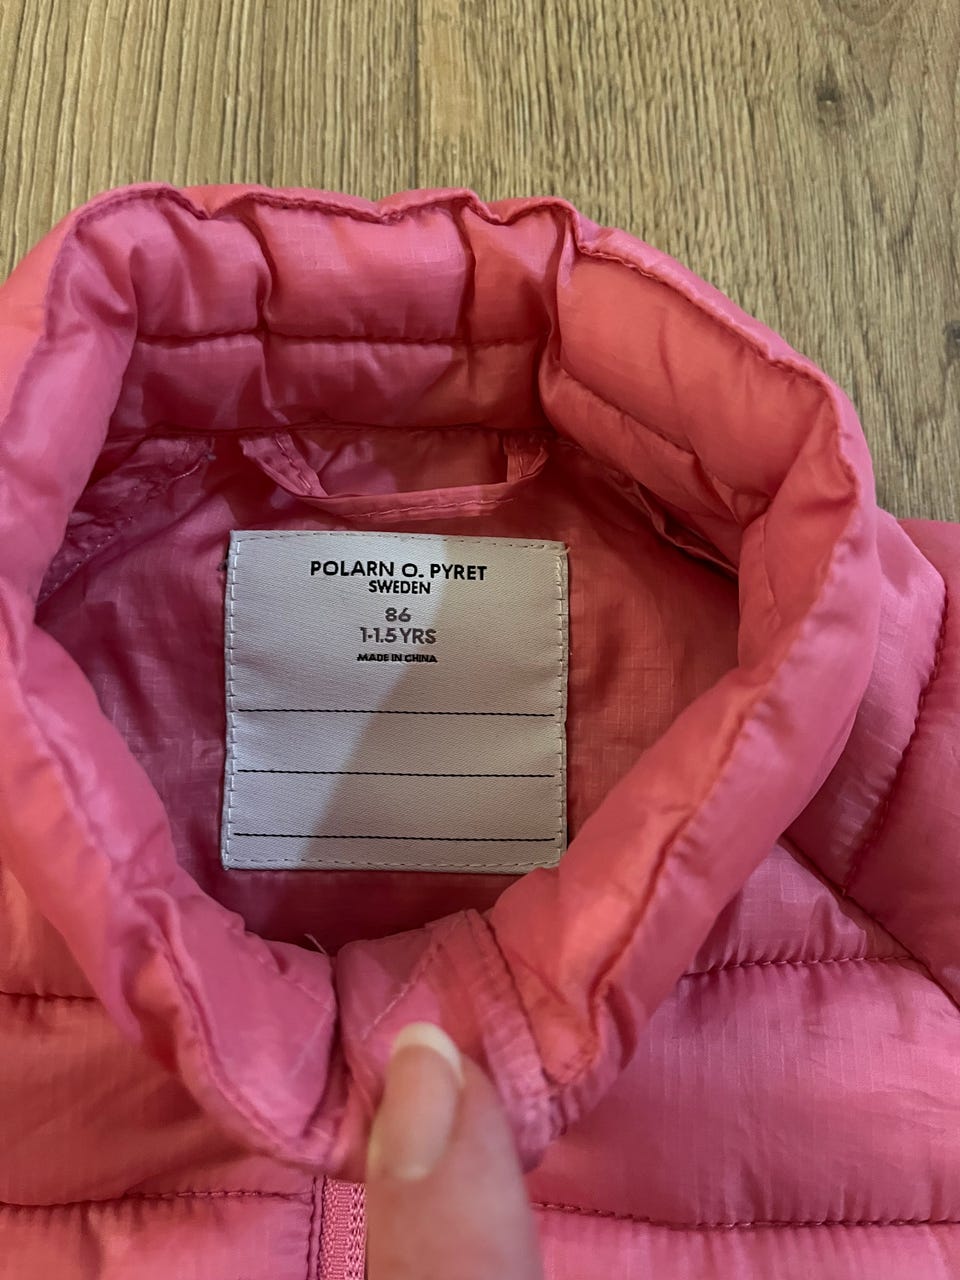 POLARN O. PYRET
SWEDEN
86
1-1.5 YRS
MADE IN CHINA